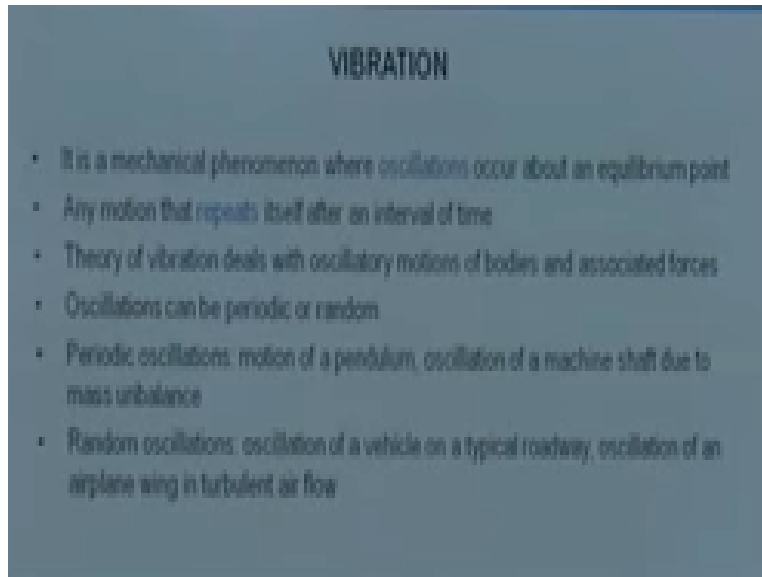 VIBRATION
• It is a mechanical phenomenon where oscillations occur about an equilibrium point
• Any motion that repeats itself after an interval of time
• Theory of vibration deals with oscillatory motions of bodies and associated forces
• Oscillations can be periodic or random
• Periodic oscillations: motion of a pendulum, oscillation of a machine shaft due to
mass unbalance
• Random oscillations: oscillation of a vehicle on a typical roadway, oscillation of an
airplane wing in turbulent air flow